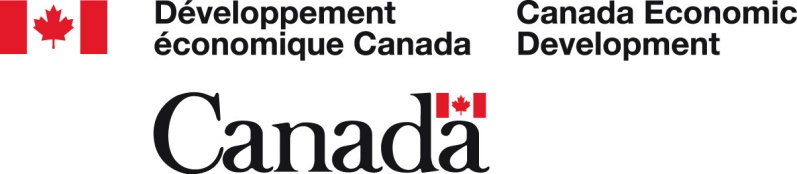 Développement
économique Canada
Canada Economic
Development
Canada